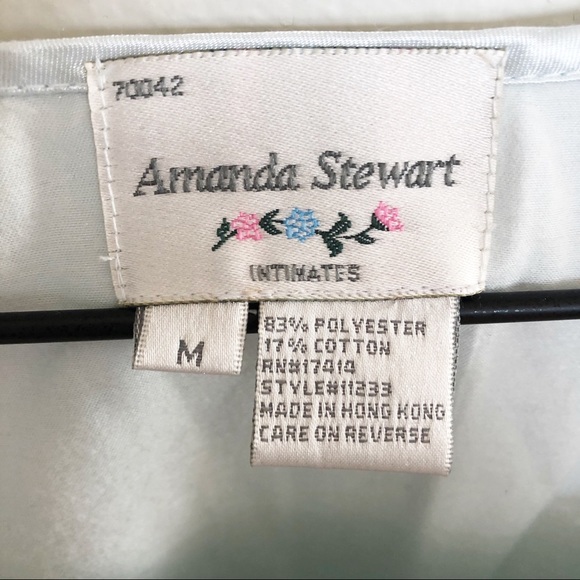 70042
Amanda Stewart
INTIMATES
M
83% POLYESTER
17% COTTON
RN#17414
STYLE#11333
MADE IN HONG KONG
CARE ON REVERSE